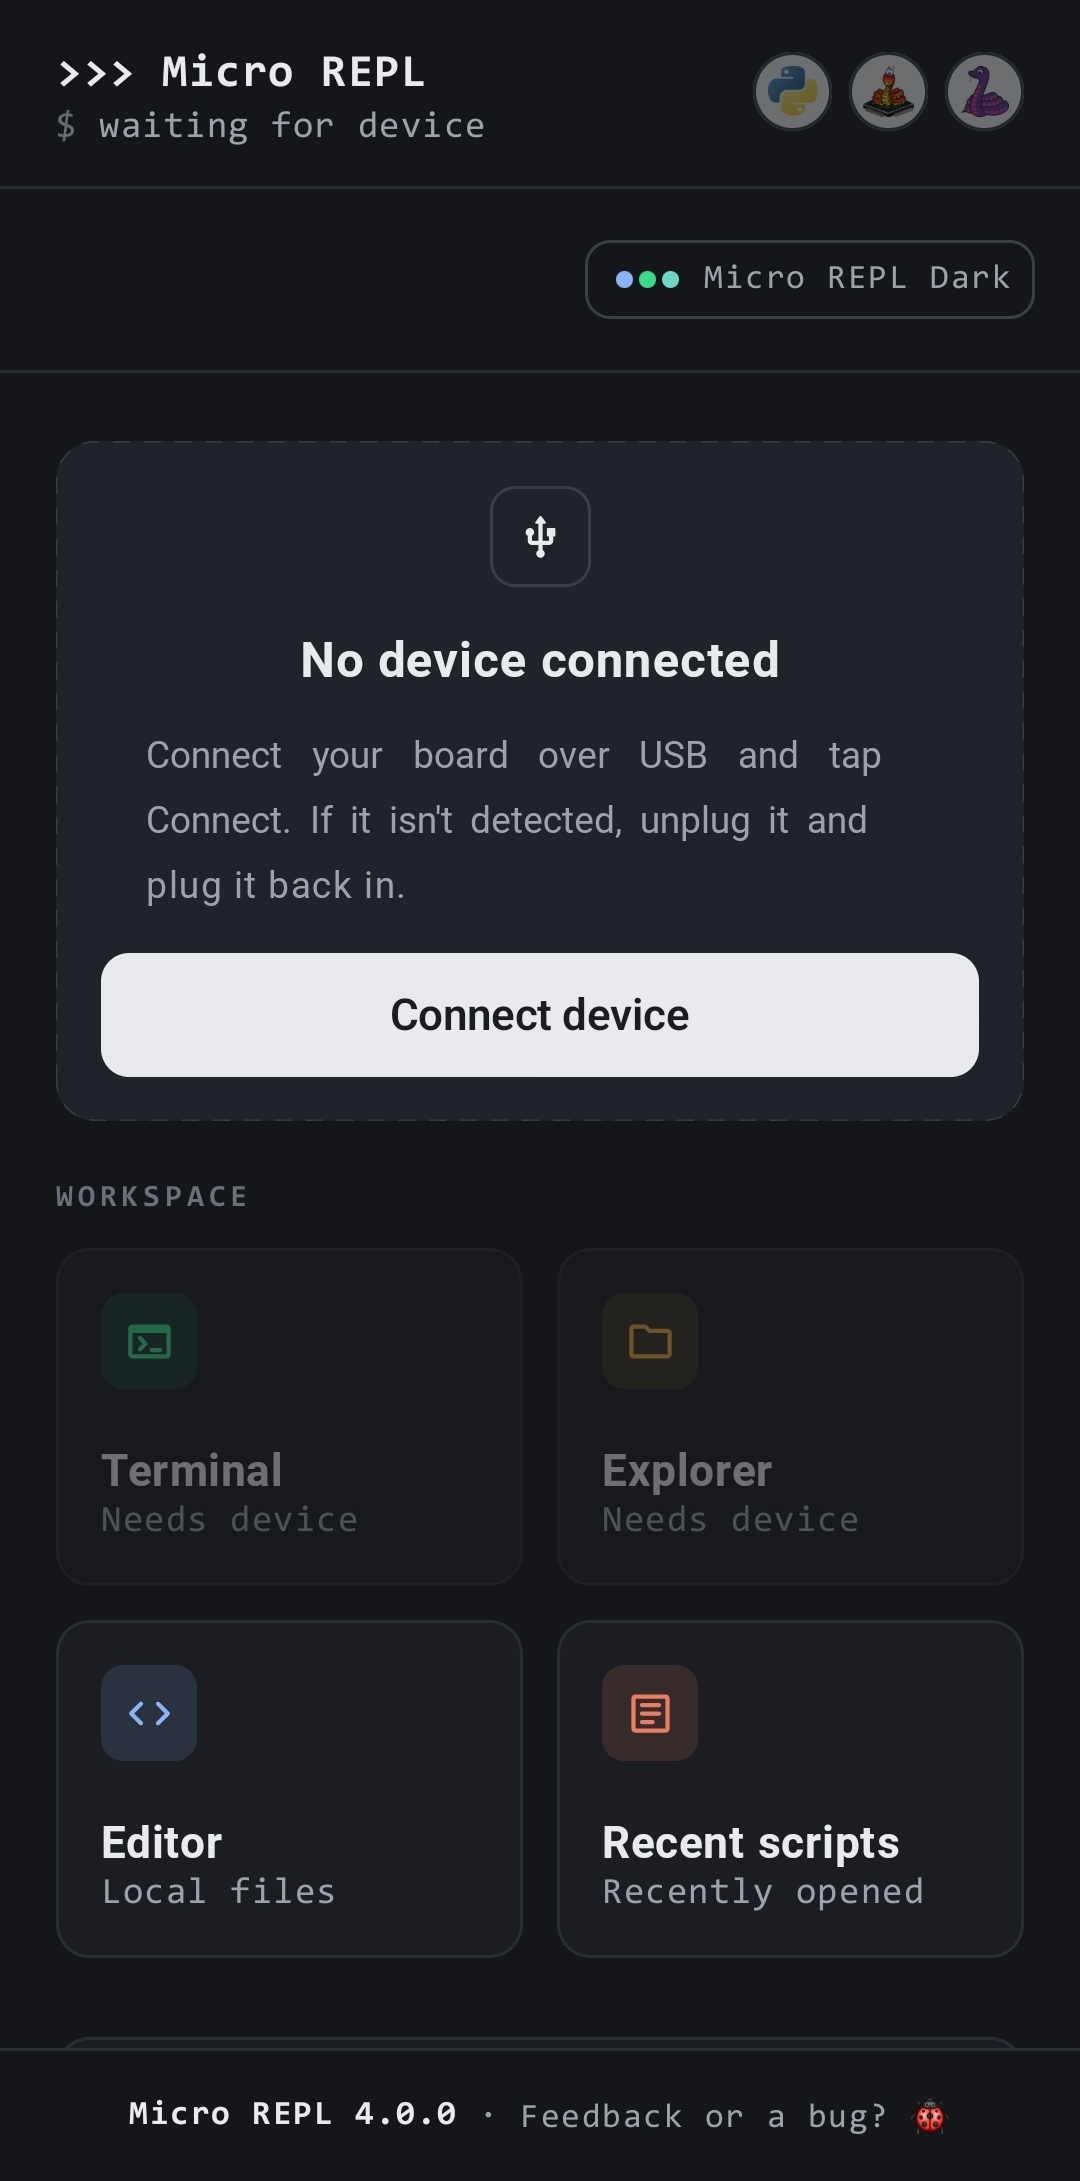 >>> Micro REPL
$ waiting for device
Micro REPL Dark
No device connected
Connect your board over USB and tap
Connect. If it isn't detected, unplug it and
plug it back in.
Connect device
WORKSPACE
Terminal
Needs device
Explorer
Needs device
Editor
Local files
Recent scripts
Recently opened
Micro REPL 4.0.0 · Feedback or a bug? 🐞